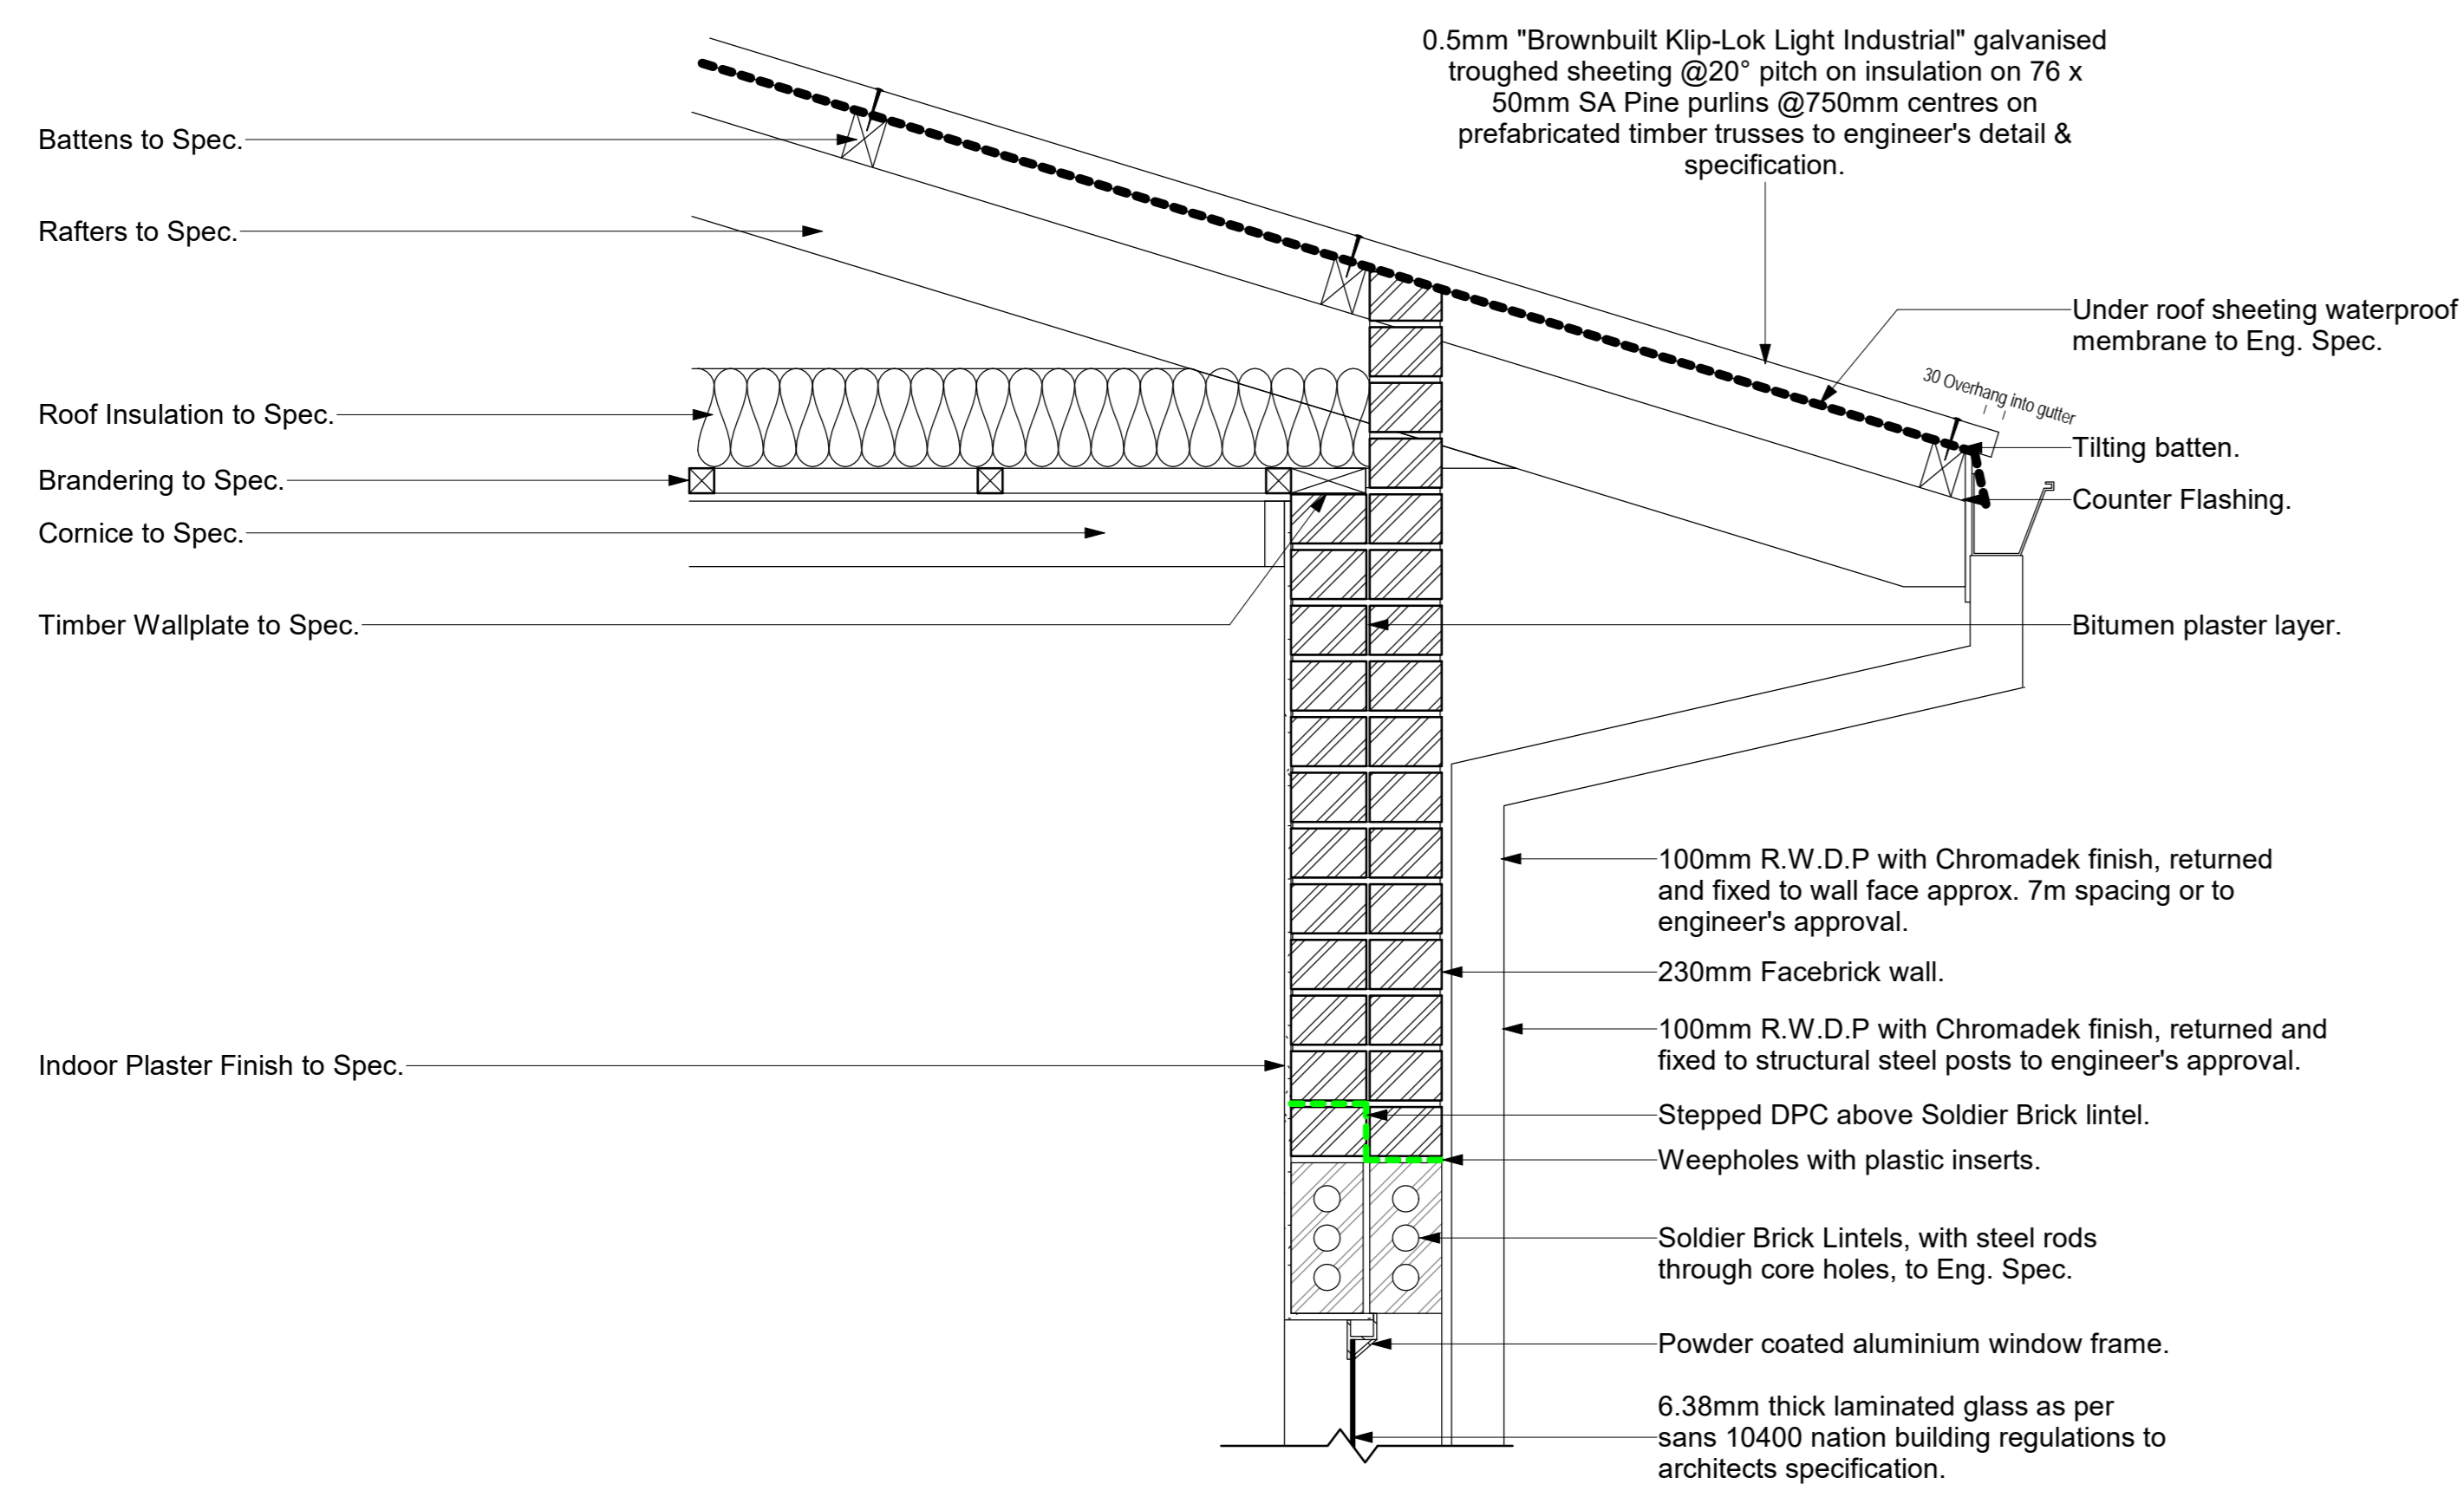 0.5mm "Brownbuilt Klip-Lok Light Industrial" galvanised
troughed sheeting @20° pitch on insulation on 76 x
50mm SA Pine purlins @750mm centres on
prefabricated timber trusses to engineer's detail &
specification.
Battens to Spec.
Rafters to Spec.
Roof Insulation to Spec.
Brandering to Spec.
Cornice to Spec.
Timber Wallplate to Spec.
Indoor Plaster Finish to Spec.
Under roof sheeting waterproof
membrane to Eng. Spec.
30 Overhang into gutter
Tilting batten.
Counter Flashing.
Bitumen plaster layer.
100mm R.W.D.P with Chromadek finish, returned
and fixed to wall face approx. 7m spacing or to
engineer's approval.
230mm Facebrick wall.
100mm R.W.D.P with Chromadek finish, returned and
fixed to structural steel posts to engineer's approval.
Stepped DPC above Soldier Brick lintel.
Weepholes with plastic inserts.
Soldier Brick Lintels, with steel rods
through core holes, to Eng. Spec.
Powder coated aluminium window frame.
6.38mm thick laminated glass as per
sans 10400 nation building regulations to
architects specification.